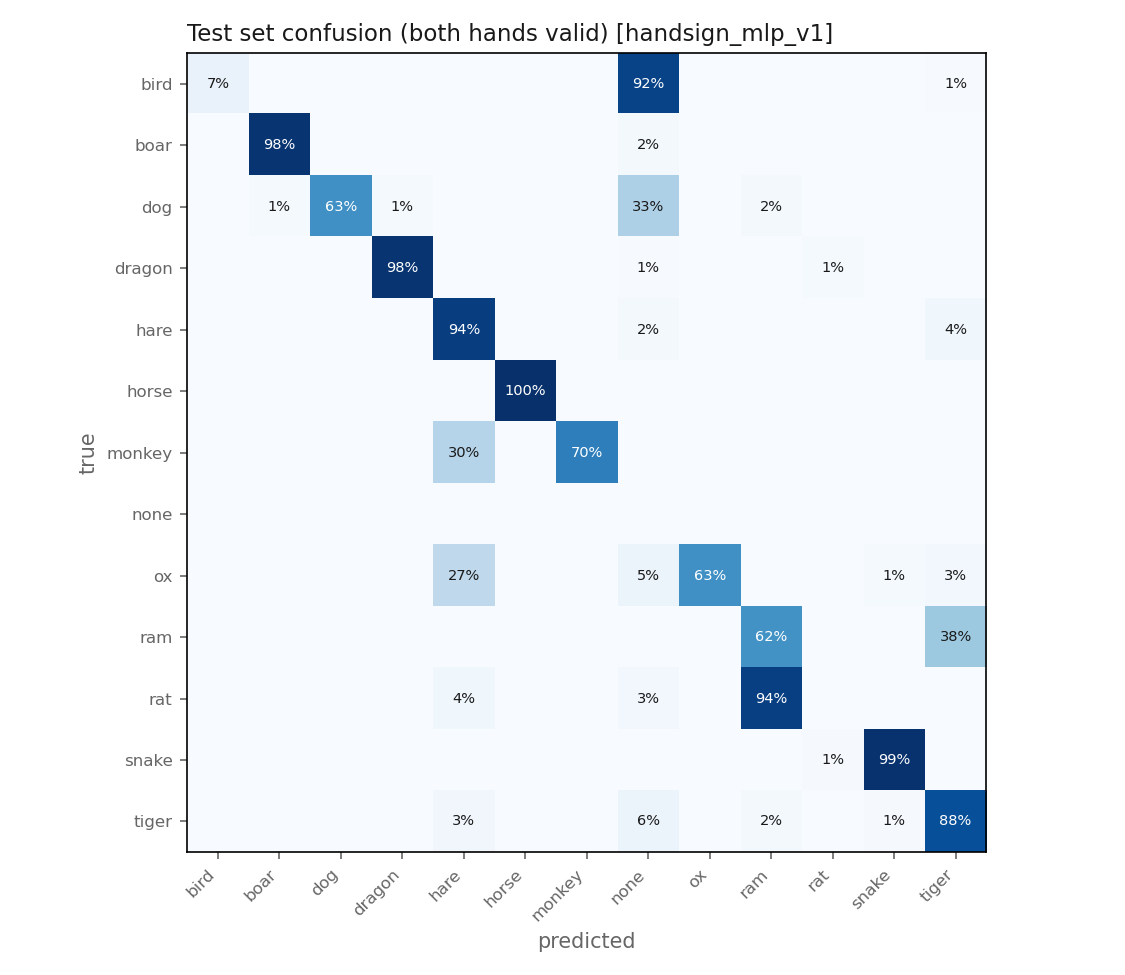 Test set confusion (both hands valid) [handsign_mlp_v1]
bird 7% 92% 1%
boar 98% 2%
dog 1% 63% 1% 33% 2%
dragon 98% 1% 1%
hare 94% 2% 4%
horse 100%
monkey 30% 70%
none
ox 27% 5% 63% 1% 3%
ram 62% 38%
rat 4% 3% 94%
snake 1% 99%
tiger 3% 6% 2% 1% 88%
true
bird boar dog dragon hare horse monkey none ox ram rat snake tiger
predicted